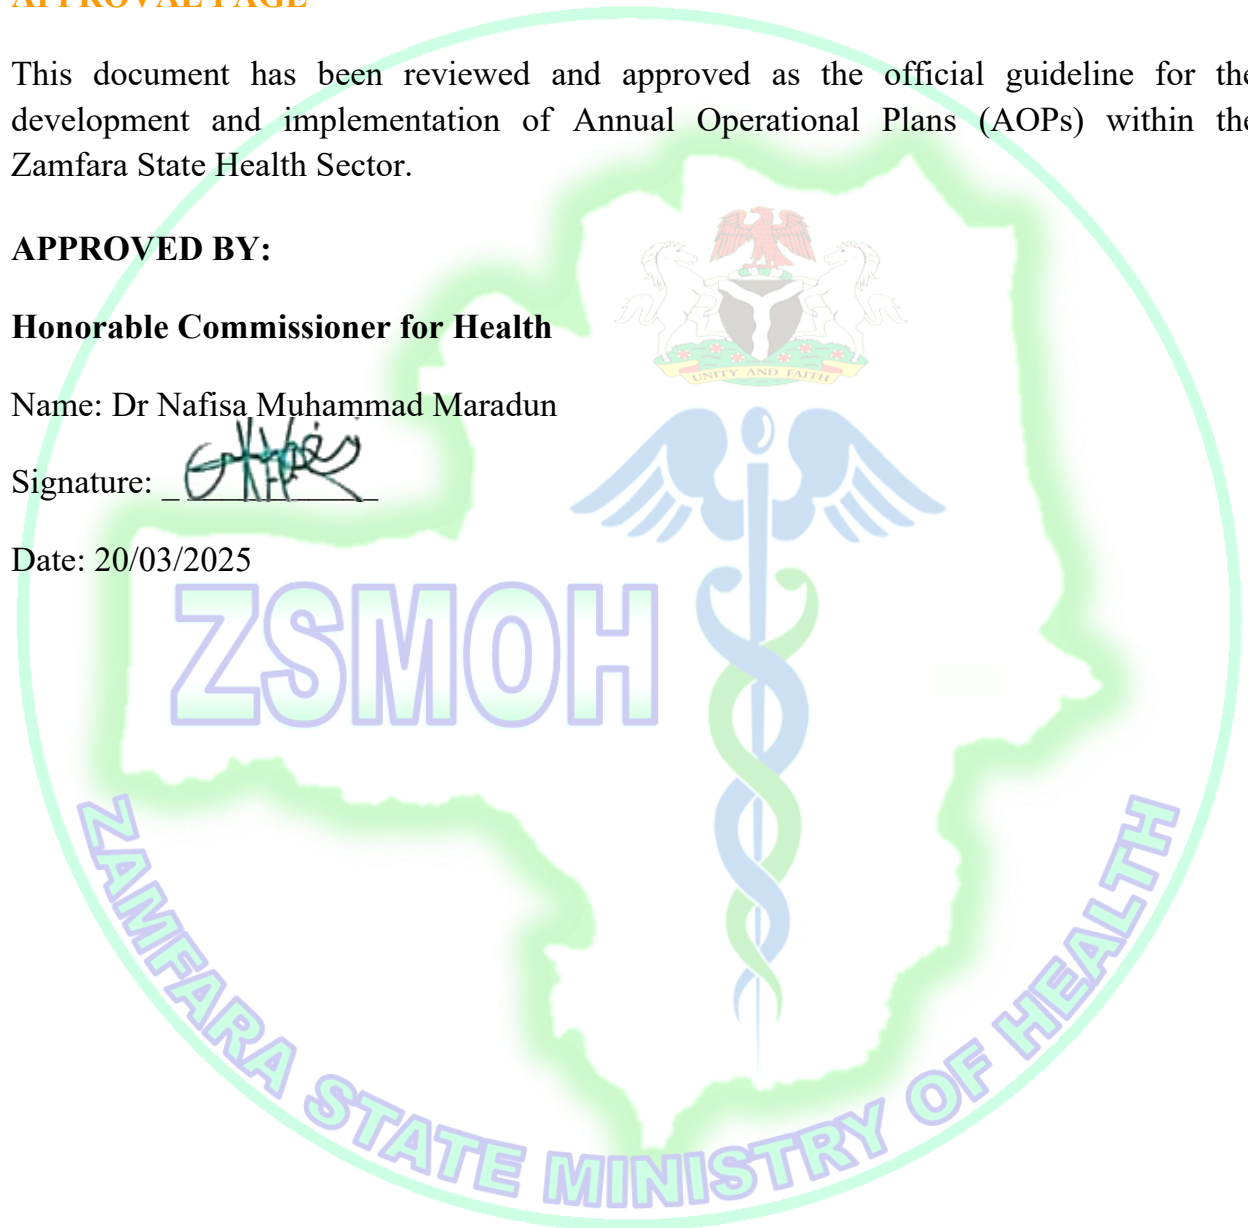 APPROVAL PAGE
This document has been reviewed and approved as the official guideline for the
development and implementation of Annual Operational Plans (AOPs) within the
Zamfara State Health Sector.
APPROVED BY:
Honorable Commissioner for Health
Name: Dr Nafisa Muhammad Maradun
Signature:
Date: 20/03/2025
UNITY AND FAITH
ZSMOH
ZAMFARA STATE MINISTRY OF HEALTH